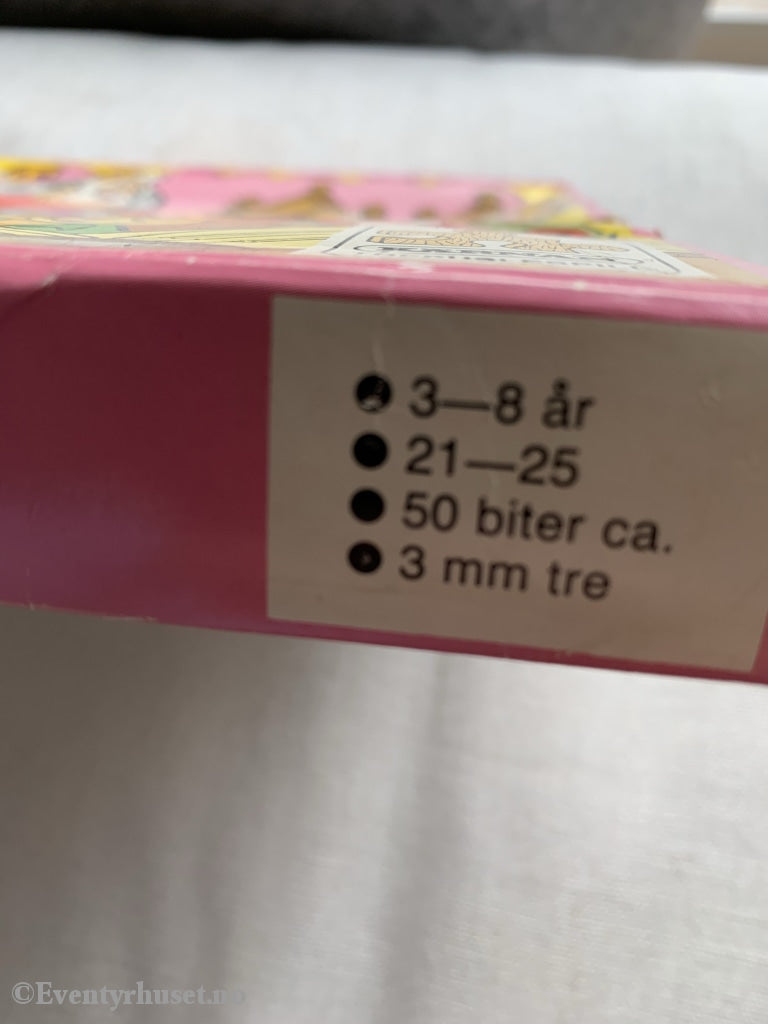 3—8 år
21—25
50 biter ca.
3 mm tre
©Eventyrhuset.no